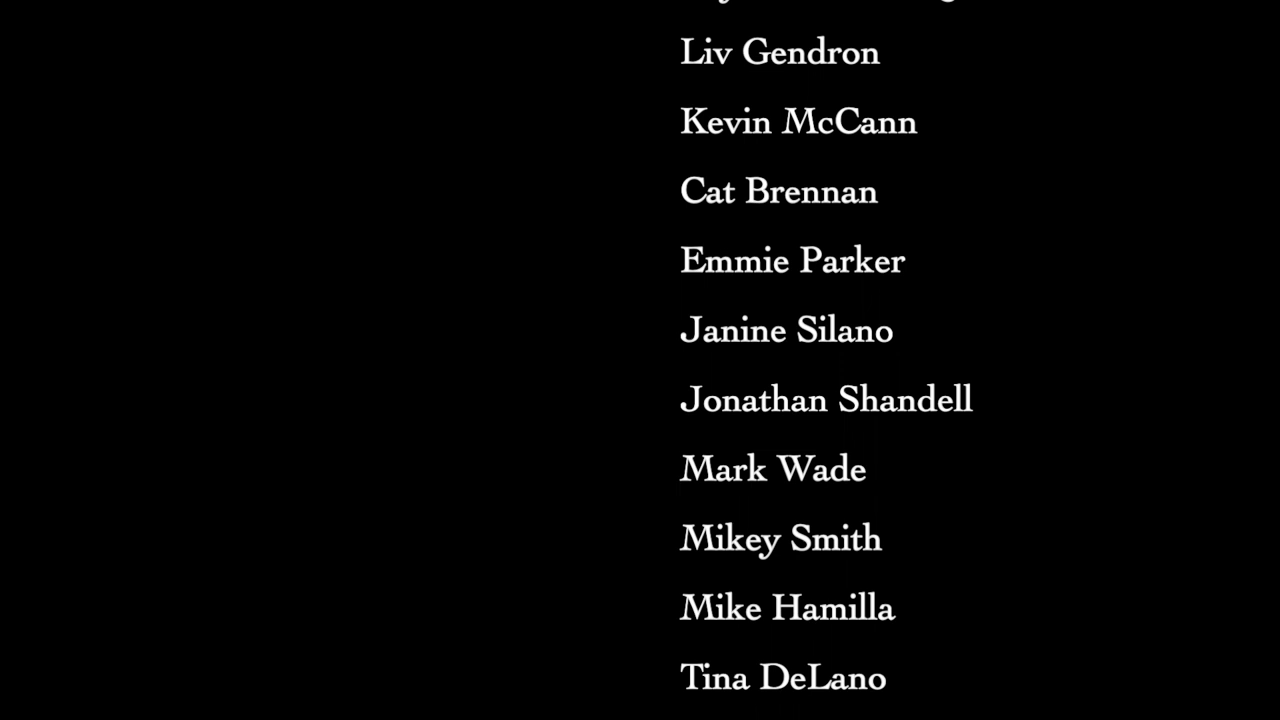 Liv Gendron
Kevin McCann
Cat Brennan
Emmie Parker
Janine Silano
Jonathan Shandell
Mark Wade
Mikey Smith
Mike Hamilla
Tina DeLano